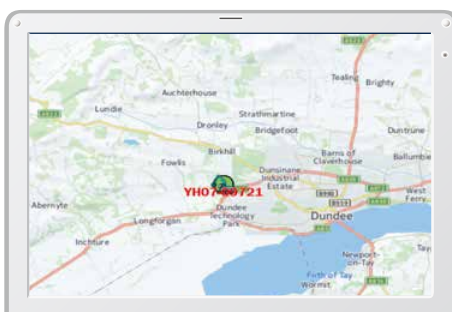 Tealing
Brighty
Auchterhouse
Lundie
Strathmartine
Dronley
Bridgefoot
Duntrune
Birkhill
Barns of
Claverhouse
Fowlis
Ballumbie
Dunsinane
Industrial
Estate
West
Ferry
Abernyte
Dundee
Technology
Park
Longforgan
Dundee
Inchture
Newport-
on-Tay
Tay
Firth of Tay
Wormit